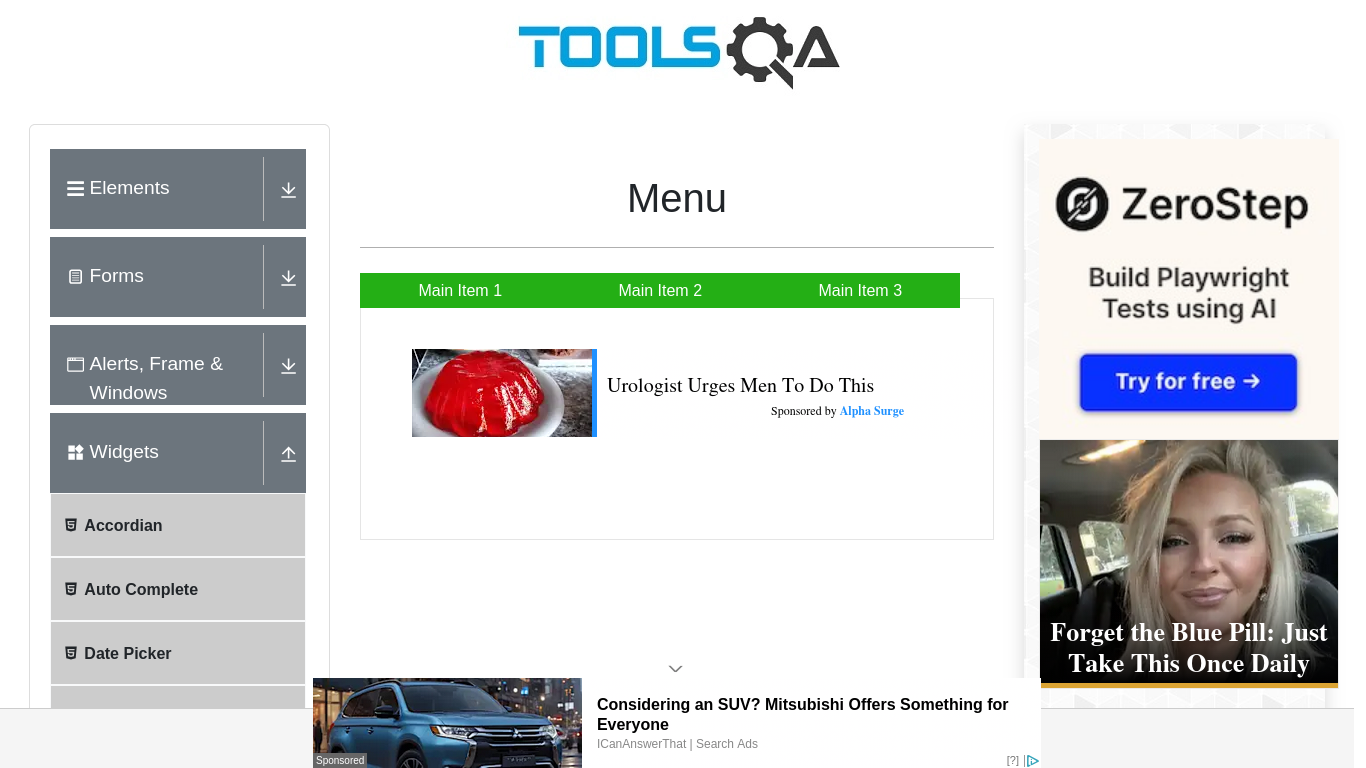 TOOLSQA
Elements
Forms
Alerts, Frame &
Windows
Widgets
Accordian
Auto Complete
Date Picker
Menu
Main Item 1
Main Item 2
Main Item 3
Urologist Urges Men To Do This
Sponsored by Alpha Surge
ZeroStep
Build Playwright
Tests using AI
Try for free →
Forget the Blue Pill: Just
Take This Once Daily
Considering an SUV? Mitsubishi Offers Something for
Everyone
ICanAnswerThat | Search Ads
Sponsored
[?]